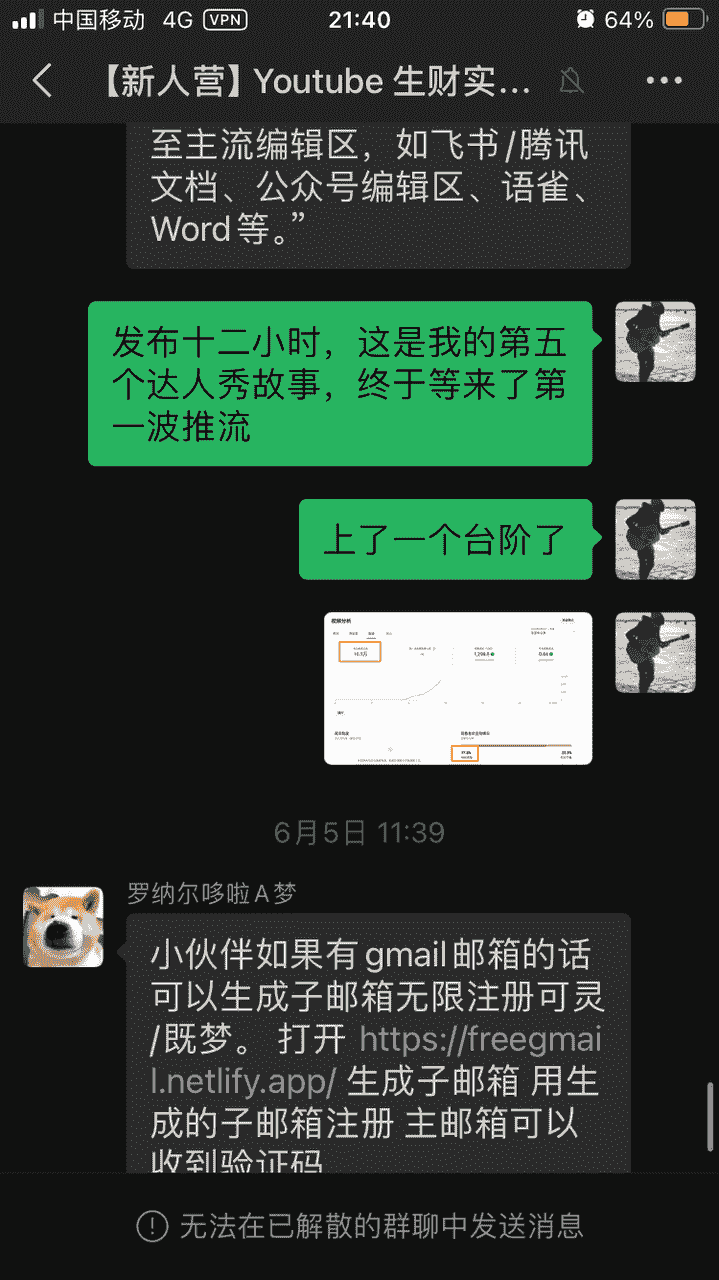 中国移动 4G VPN 21:40 64%
【新人营】Youtube 生财实...
至主流编辑区，如飞书/腾讯
文档、公众号编辑区、语雀、
Word等。”
发布十二小时，这是我的第五
个达人秀故事，终于等来了第
一波推流
上了一个台阶了
视频分析
6月5日 11:39
罗纳尔哆啦A梦
小伙伴如果有gmail邮箱的话
可以生成子邮箱无限注册可灵
/既梦。 打开 https://freegmai
l.netlify.app/ 生成子邮箱 用生
成的子邮箱注册 主邮箱可以
收到验证码
无法在已解散的群聊中发送消息